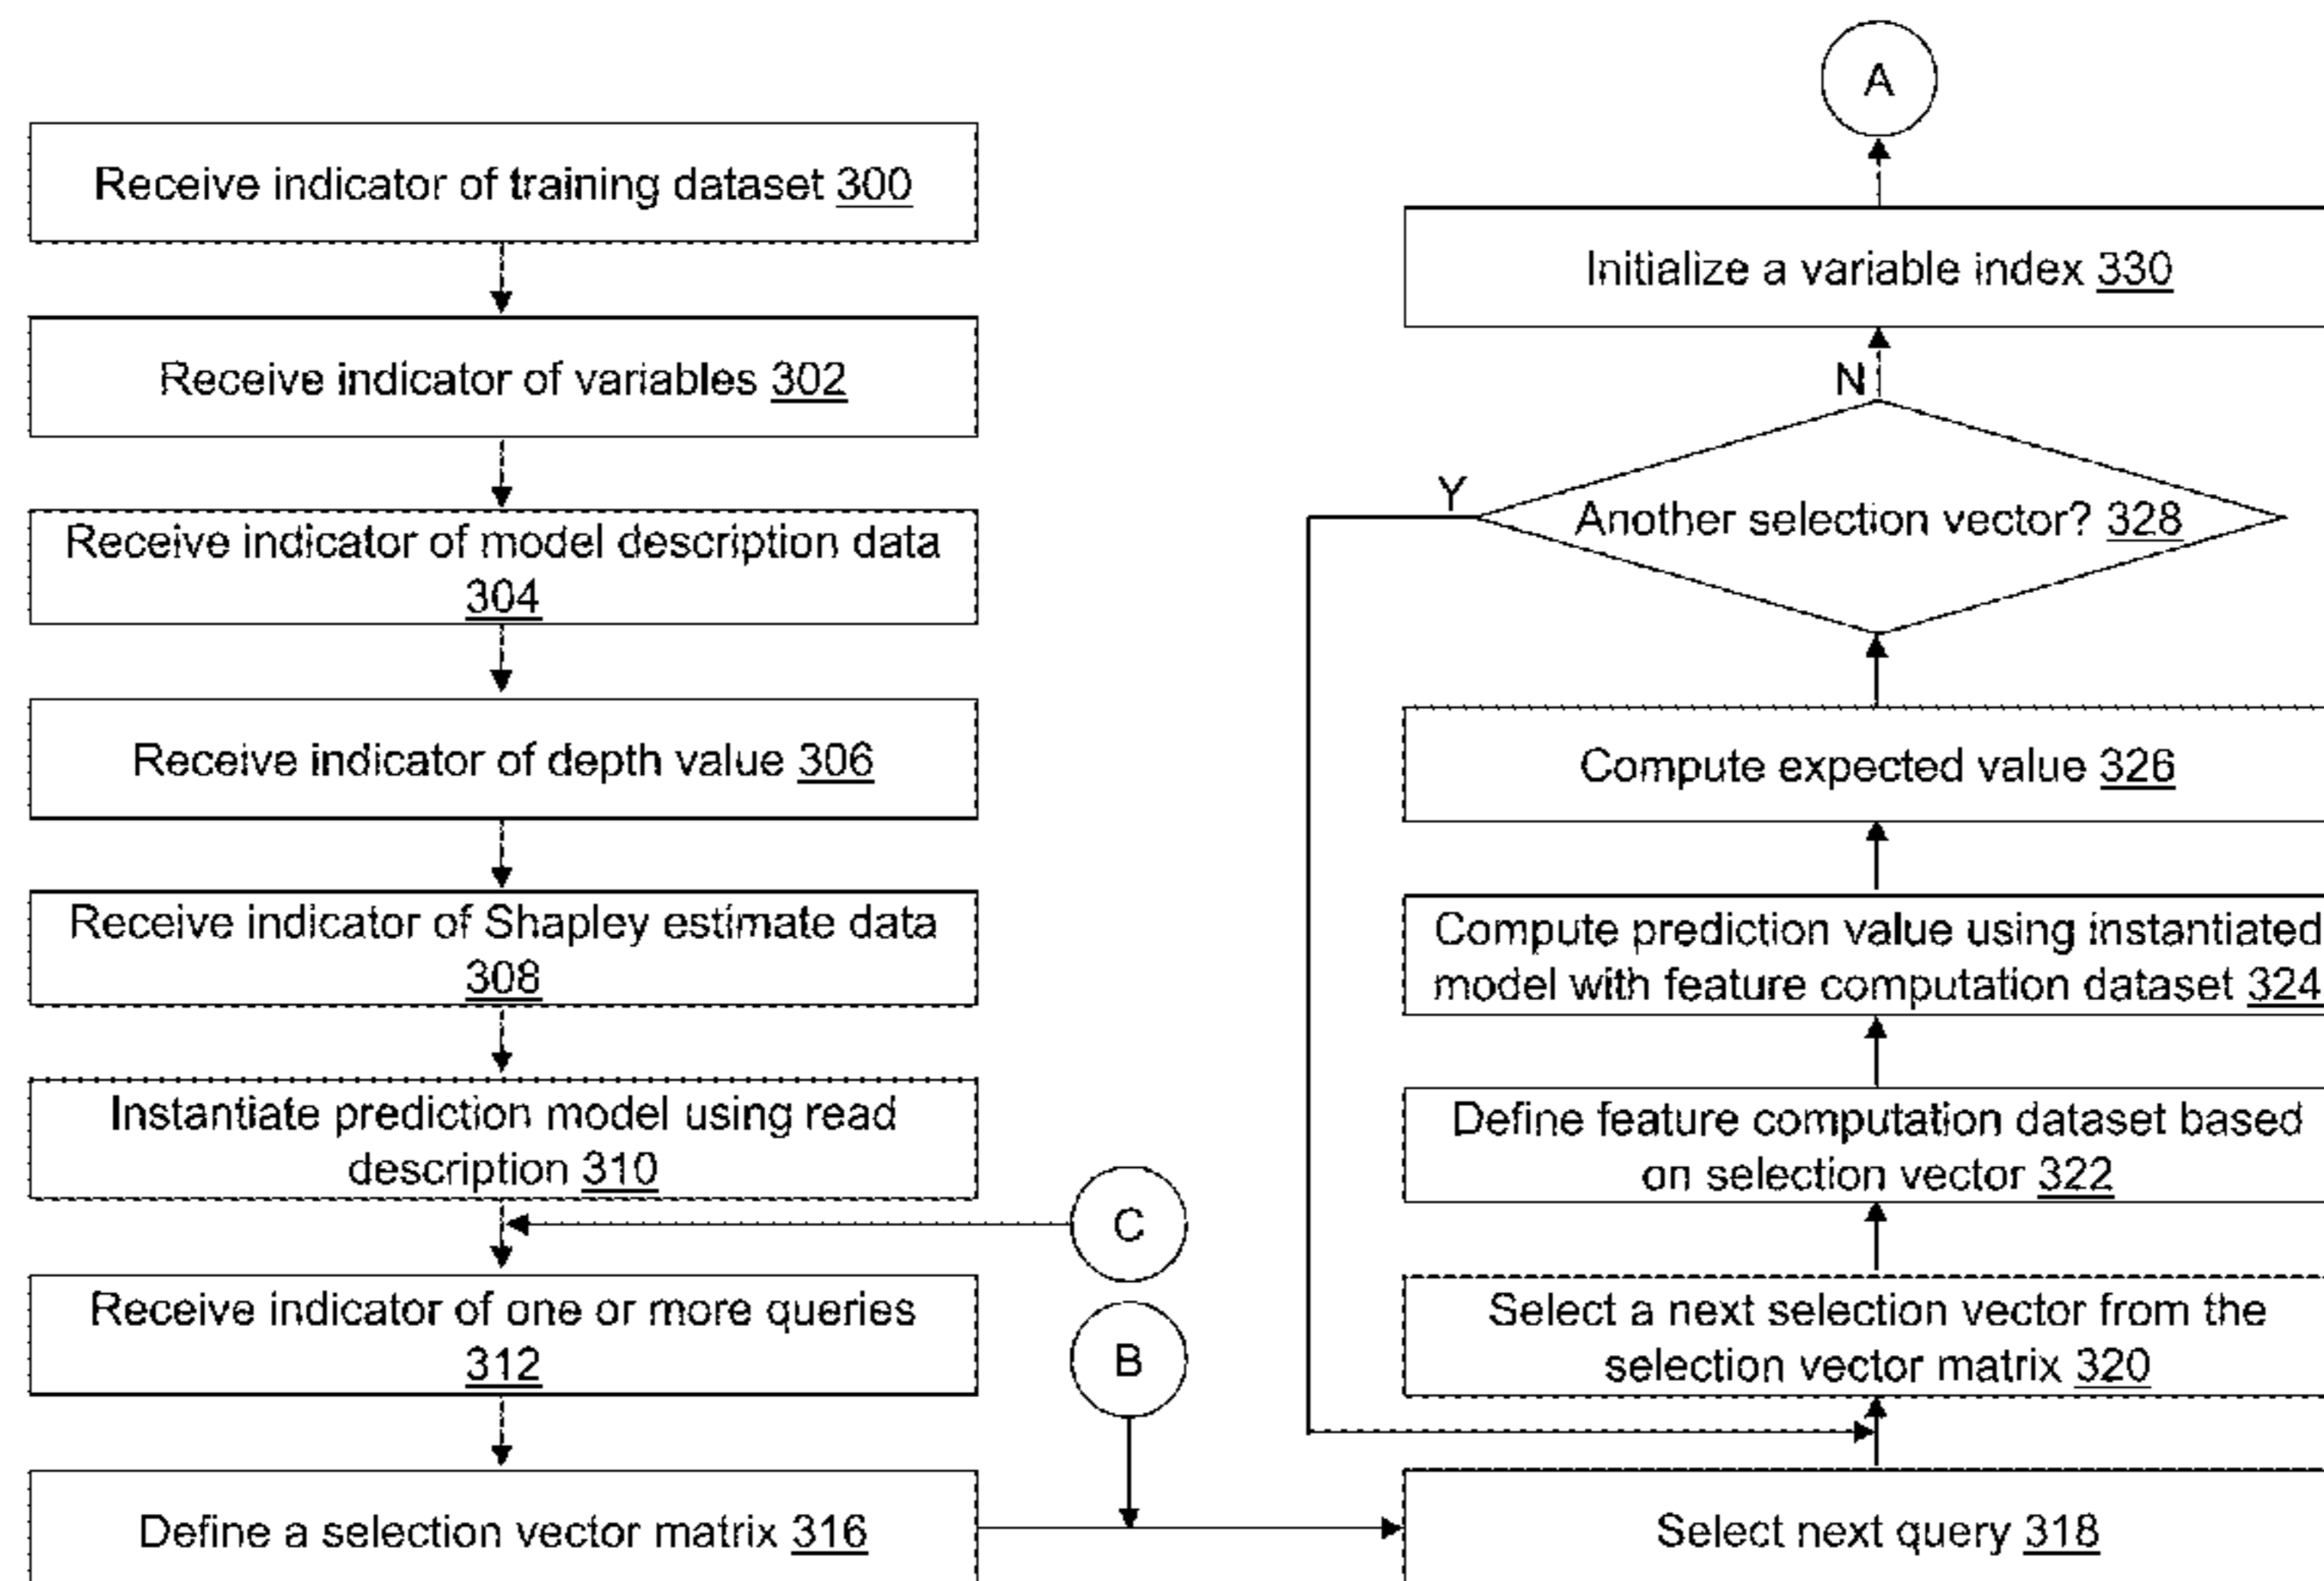 Receive indicator of training dataset 300
Receive indicator of variables 302
Receive indicator of model description data
304
Receive indicator of depth value 306
Receive indicator of Shapley estimate data
308
Instantiate prediction model using read
description 310
C
Receive indicator of one or more queries
312
B
Define a selection vector matrix 316
A
Initialize a variable index 330
N
Y
Another selection vector? 328
Compute expected value 326
Compute prediction value using instantiated
model with feature computation dataset 324
Define feature computation dataset based
on selection vector 322
Select a next selection vector from the
selection vector matrix 320
Select next query 318